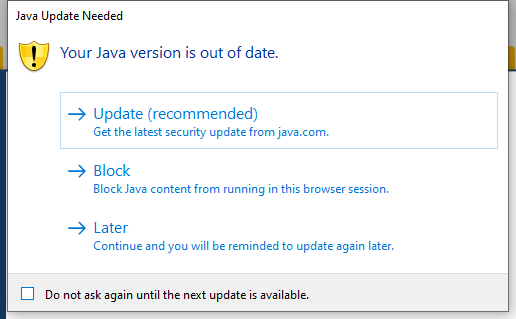 Java Update Needed
Your Java version is out of date.
Update (recommended)
Get the latest security update from java.com.
Block
Block Java content from running in this browser session.
Later
Continue and you will be reminded to update again later.
Do not ask again until the next update is available.